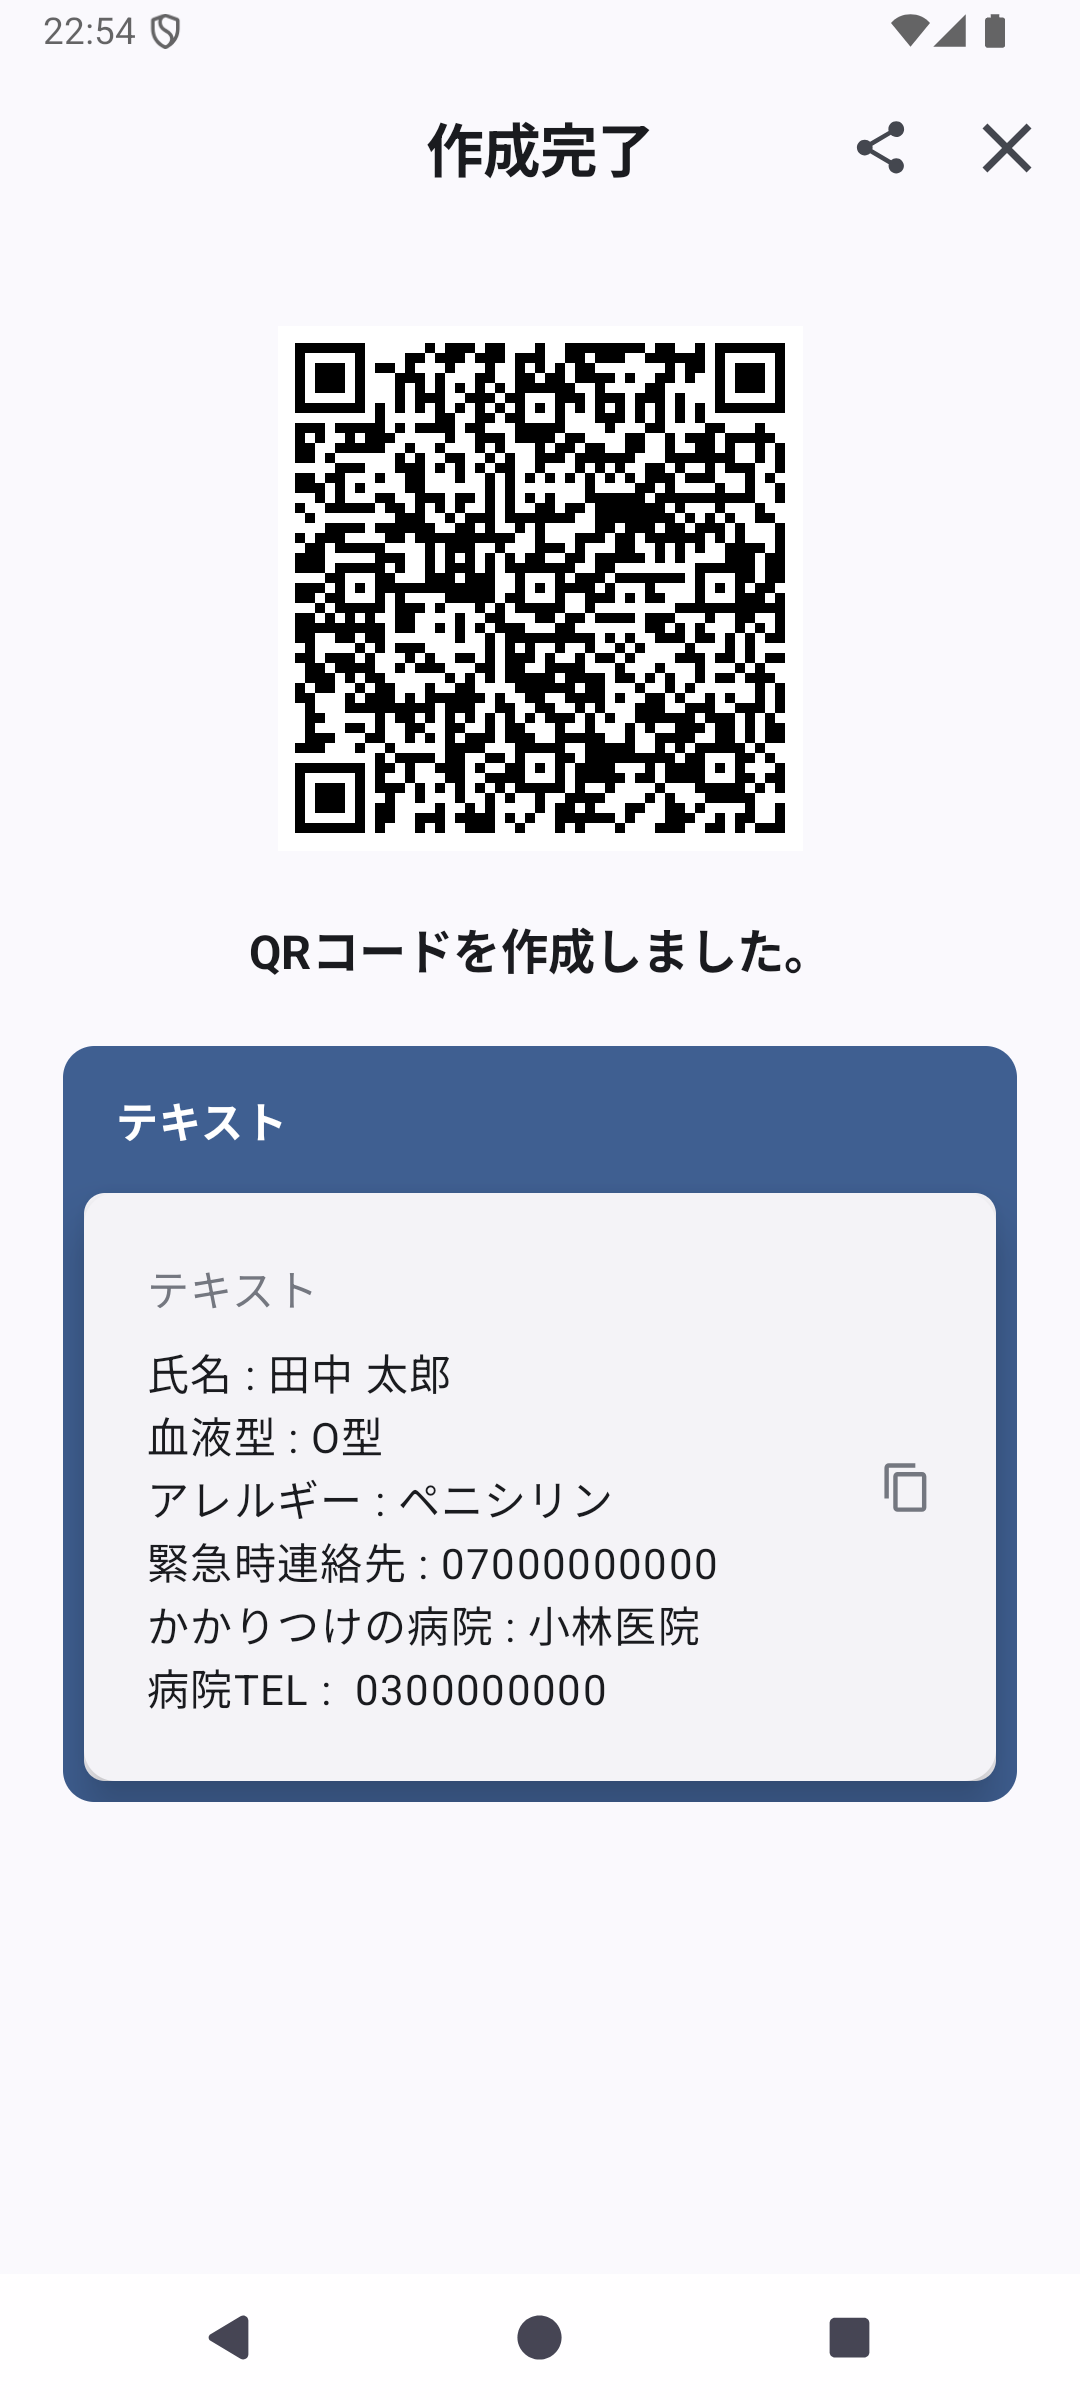 22:54
作成完了
QRコードを作成しました。
テキスト
テキスト
氏名 : 田中 太郎
血液型 : O型
アレルギー : ペニシリン
緊急時連絡先 : 07000000000
かかりつけの病院 : 小林医院
病院TEL :  0300000000